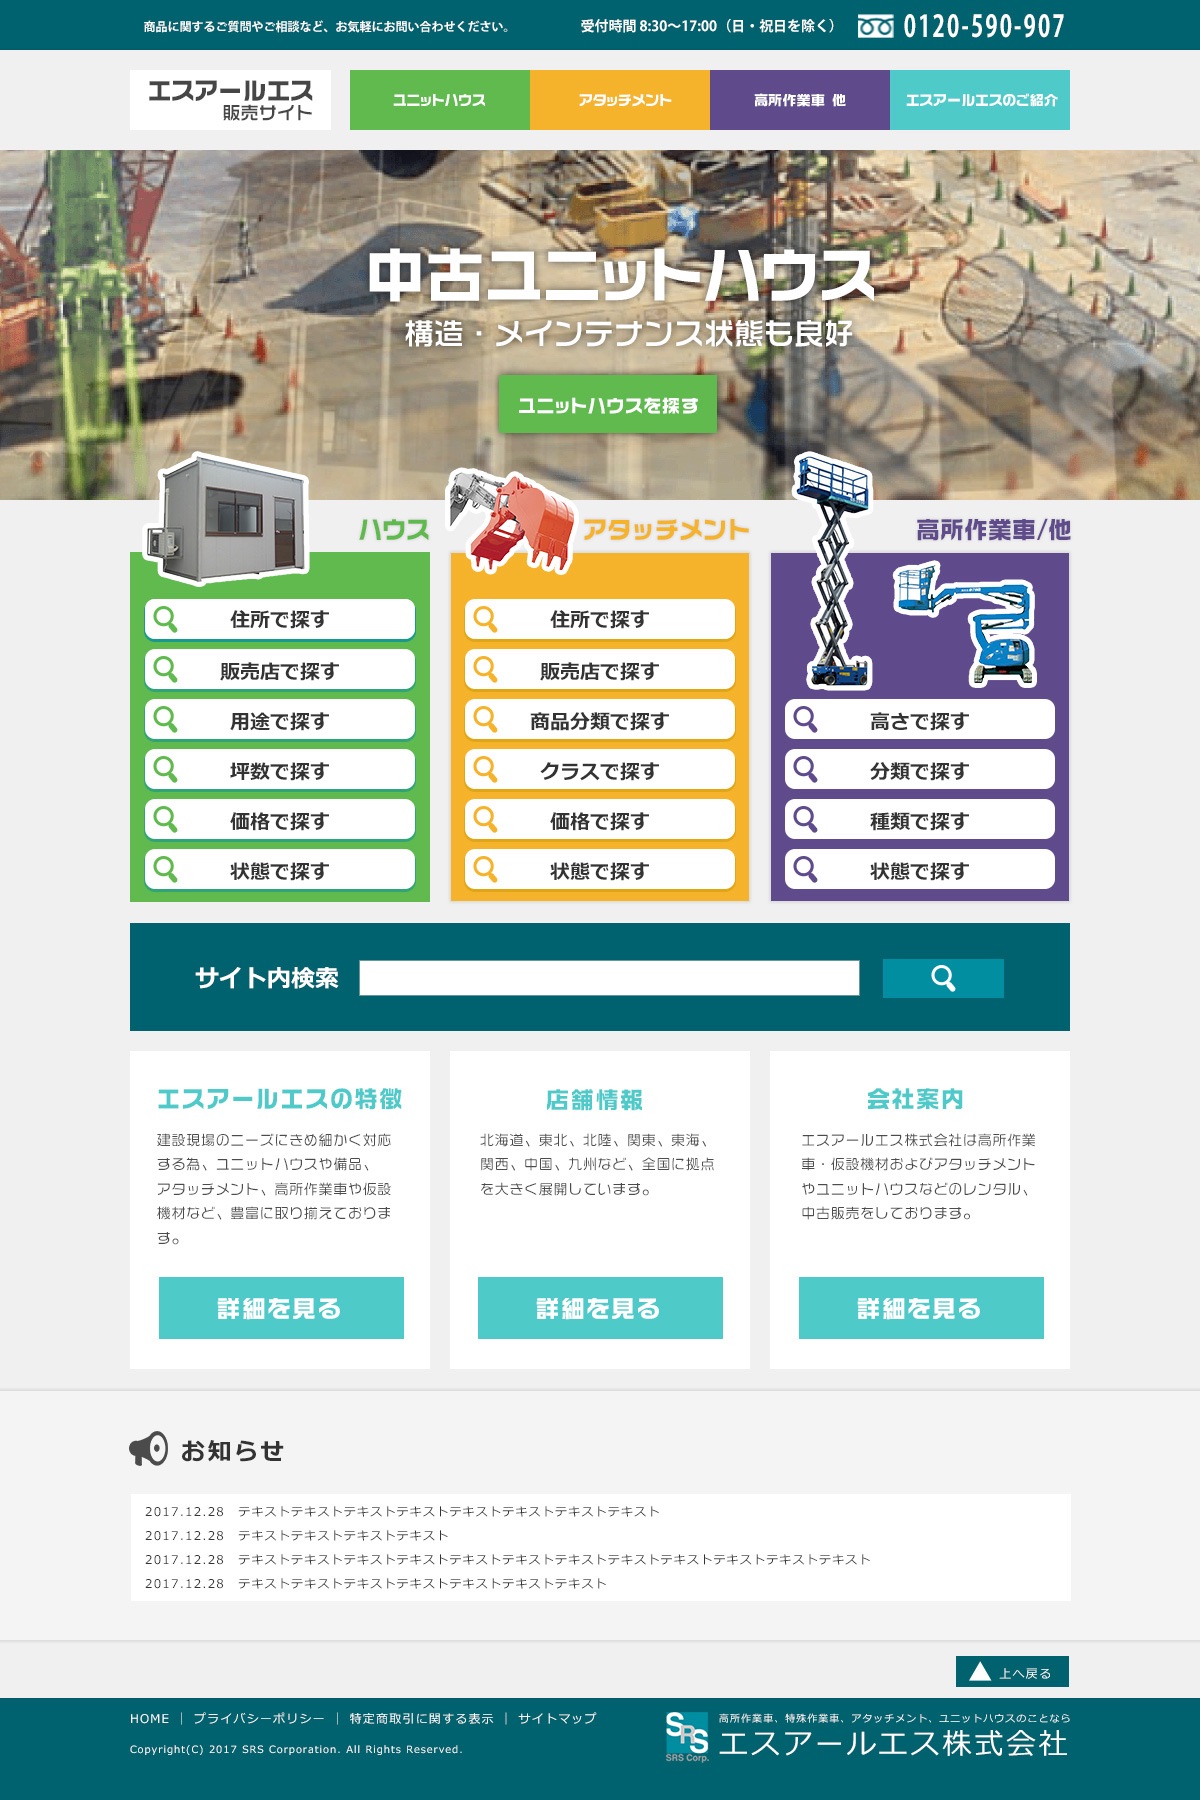 商品に関するご質問やご相談など、お気軽にお問い合わせください。
受付時間 8:30〜17:00（日・祝日を除く）
0120-590-907
エスアールエス
販売サイト
ユニットハウス
アタッチメント
高所作業車 他
エスアールエスのご紹介
中古ユニットハウス
構造・メインテナンス状態も良好
ユニットハウスを探す
ハウス
住所で探す
販売店で探す
用途で探す
坪数で探す
価格で探す
状態で探す
アタッチメント
住所で探す
販売店で探す
商品分類で探す
クラスで探す
価格で探す
状態で探す
高所作業車/他
高さで探す
分類で探す
種類で探す
状態で探す
サイト内検索
エスアールエスの特徴
建設現場のニーズにきめ細かく対応
する為、ユニットハウスや備品、
アタッチメント、高所作業車や仮設
機材など、豊富に取り揃えておりま
す。
詳細を見る
店舗情報
北海道、東北、北陸、関東、東海、
関西、中国、九州など、全国に拠点
を大きく展開しています。
詳細を見る
会社案内
エスアールエス株式会社は高所作業
車・仮設機材およびアタッチメント
やユニットハウスなどのレンタル、
中古販売をしております。
詳細を見る
お知らせ
2017.12.28 テキストテキストテキストテキストテキストテキストテキストテキスト
2017.12.28 テキストテキストテキストテキスト
2017.12.28 テキストテキストテキストテキストテキストテキストテキストテキストテキストテキストテキストテキスト
2017.12.28 テキストテキストテキストテキストテキストテキストテキスト
上へ戻る
HOME ｜ プライバシーポリシー ｜ 特定商取引に関する表示 ｜ サイトマップ
Copyright(C) 2017 SRS Corporation. All Rights Reserved.
SRS
SRS Corp.
高所作業車、特殊作業車、アタッチメント、ユニットハウスのことなら
エスアールエス株式会社